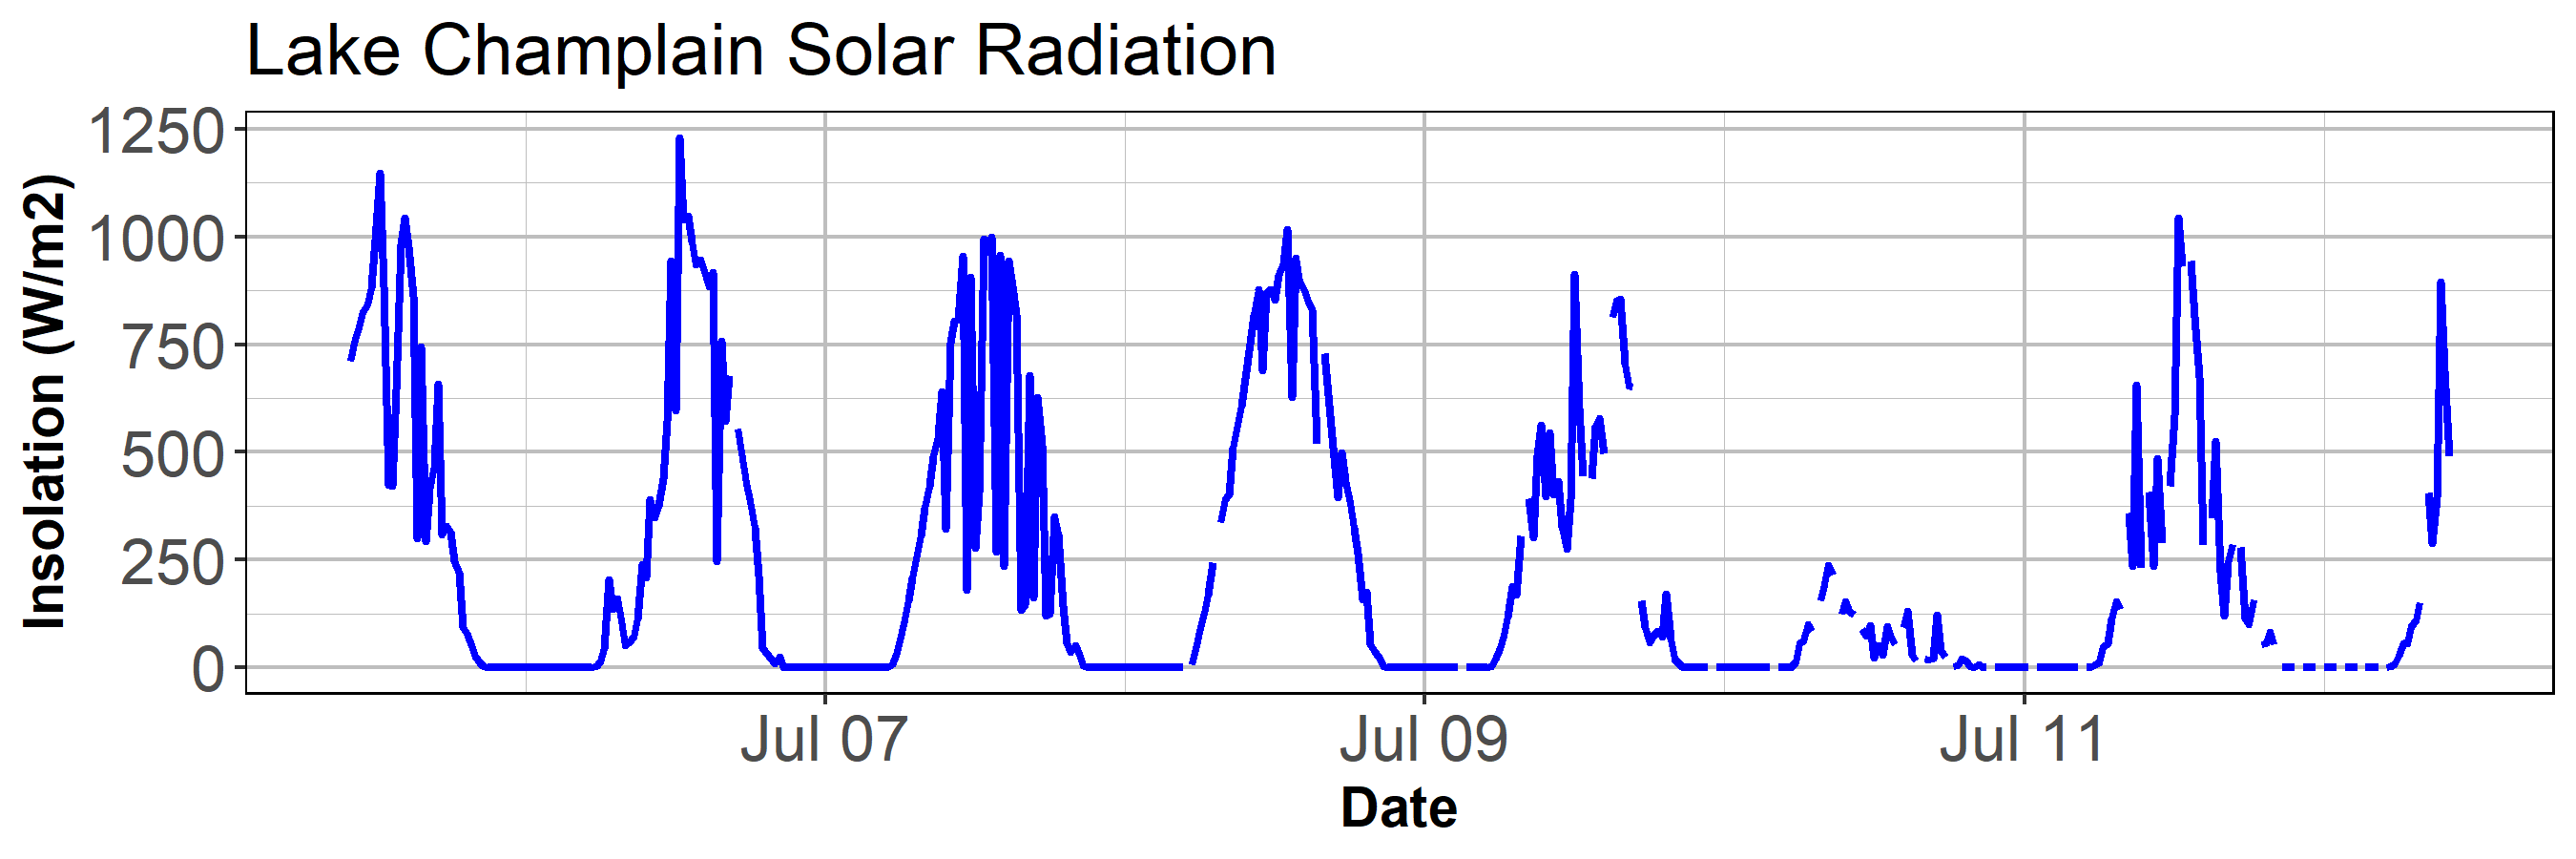 Lake Champlain Solar Radiation
1250
1000
750
500
250
0
Insolation (W/m2)
Jul 07
Jul 09
Jul 11
Date